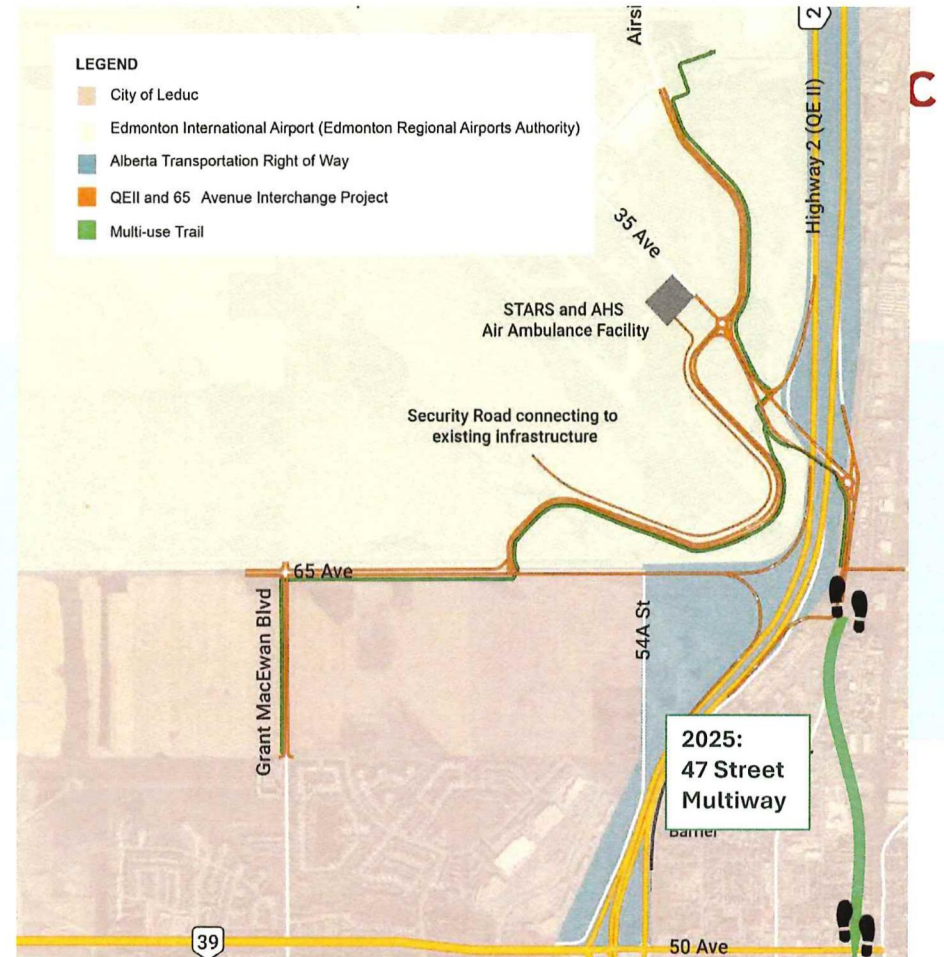 LEGEND
City of Leduc
Edmonton International Airport (Edmonton Regional Airports Authority)
Alberta Transportation Right of Way
QEII and 65 Avenue Interchange Project
Multi-use Trail
2
C
Highway 2 (QE II)
35 Ave
STARS and AHS
Air Ambulance Facility
Security Road connecting to
existing infrastructure
65 Ave
Grant MacEwan Blvd
54A St
2025:
47 Street
Multiway
Barrier
39
50 Ave